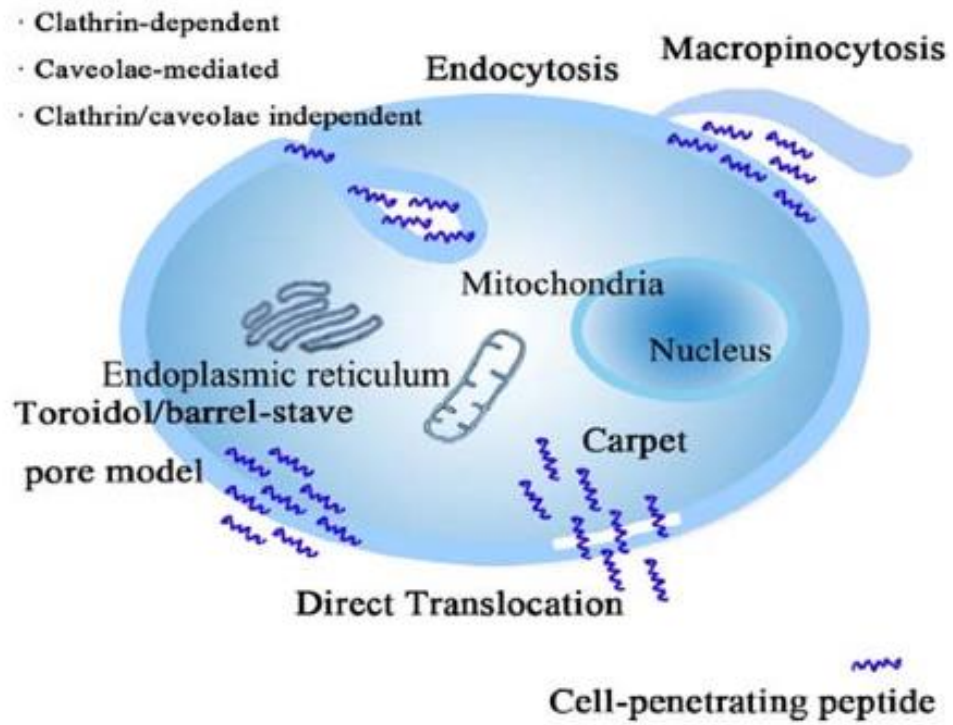 · Clathrin-dependent
· Caveolae-mediated
· Clathrin/caveolae independent
Endocytosis
Macropinocytosis
Mitochondria
Nucleus
Endoplasmic reticulum
Toroidol/barrel-stave
pore model
Carpet
Direct Translocation
Cell-penetrating peptide